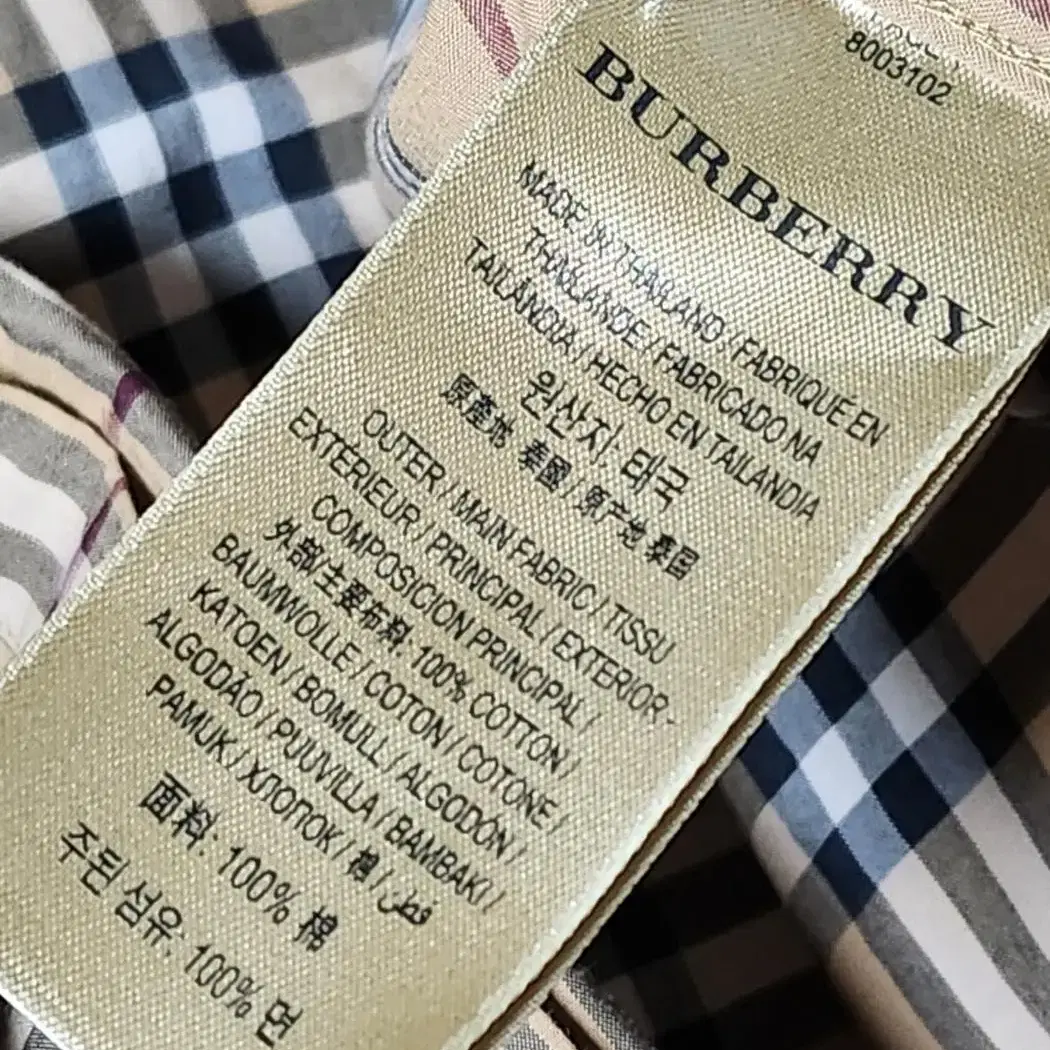 8003102
BURBERRY
MADE IN THAILAND / FABRIQUÉ EN
THAÏLANDE / FABRICADO NA
TAILÂNDIA / HECHO EN TAILANDIA
원산지: 태국
原產地 泰國 / 原产地 泰国
OUTER / MAIN FABRIC / TISSU
EXTÉRIEUR / PRINCIPAL / EXTERIOR -
COMPOSICION PRINCIPAL /
外部/主要布料: 100% COTTON /
BAUMWOLLE / COTON / COTONE /
KATOEN / BOMULL / ALGODÓN /
ALGODÃO / PUUVILLA / BAMBAKI /
PAMUK / ХЛОПОК / 棉 / قطن
面料: 100% 棉
주된 섬유: 100% 면